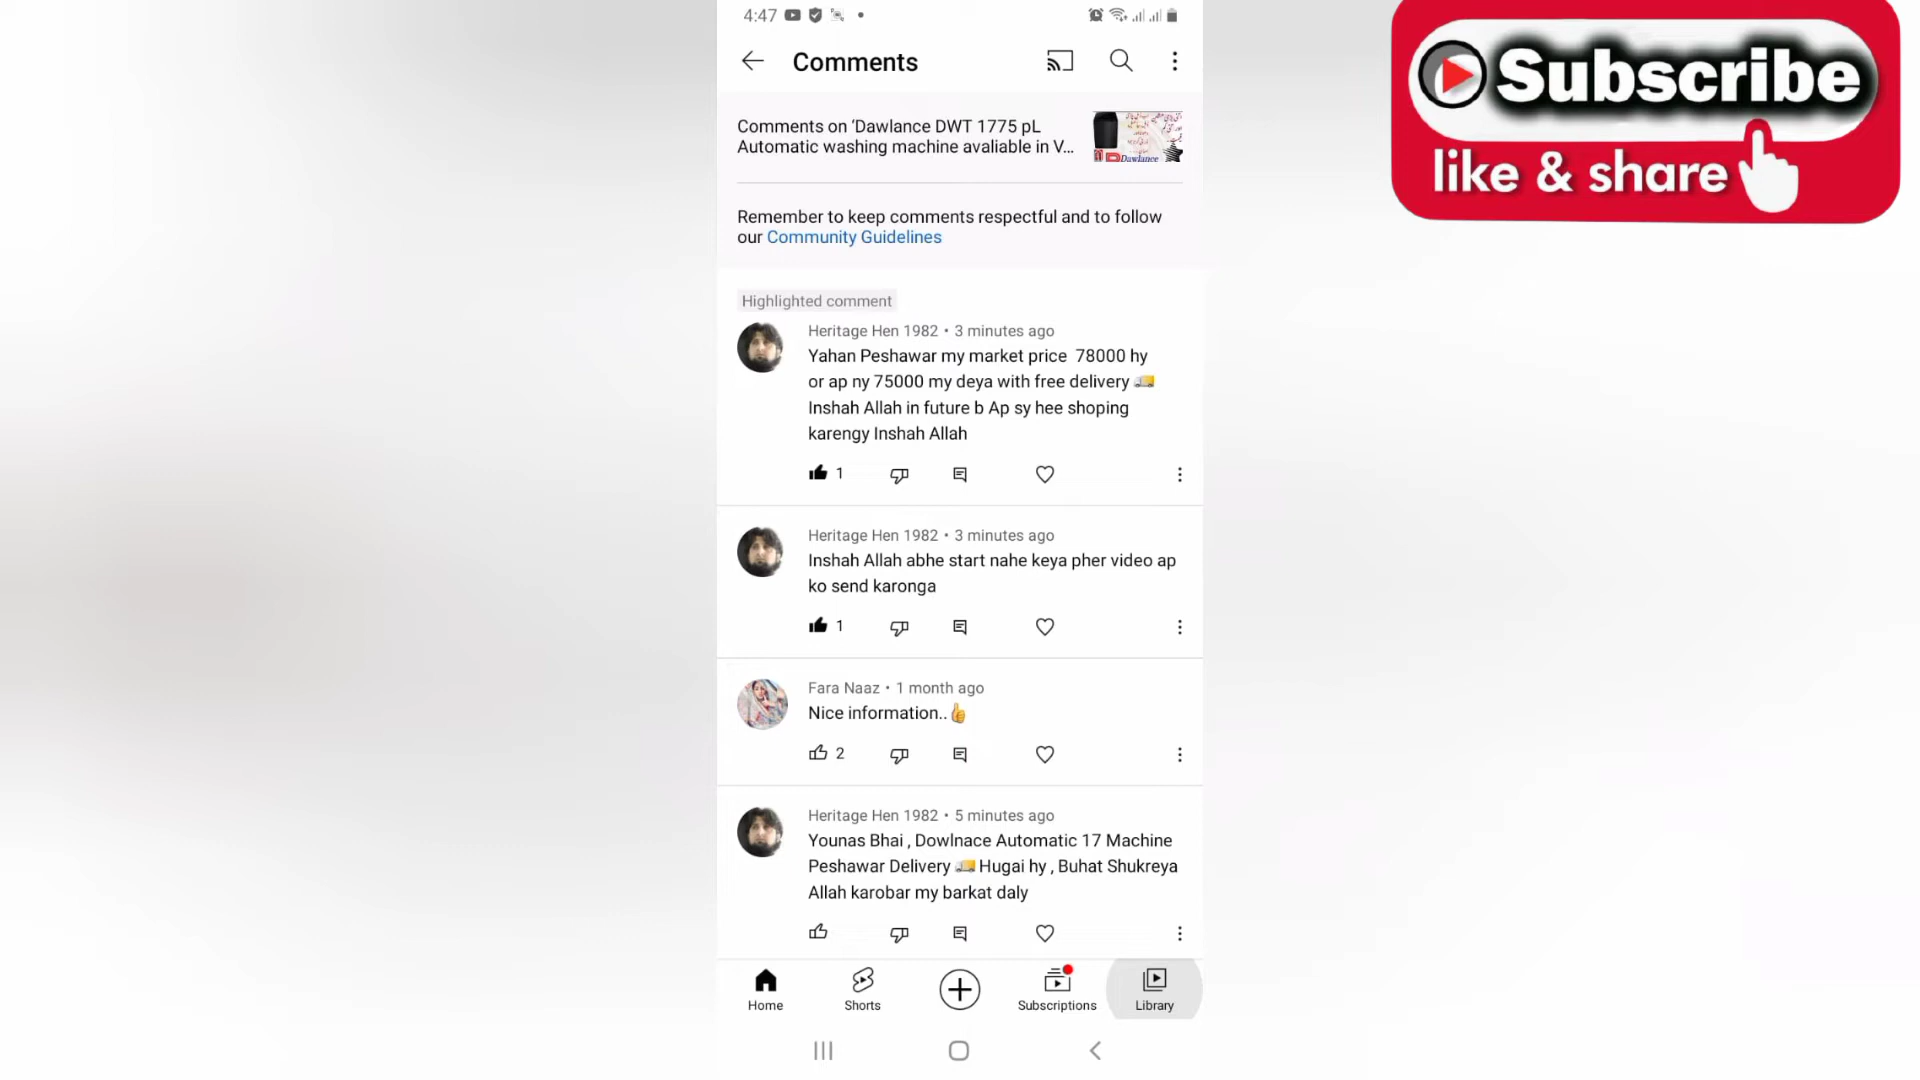 4:47
Comments
Comments on ‘Dawlance DWT 1775 pL
Automatic washing machine avaliable in V...
Dawlance
Remember to keep comments respectful and to follow
our Community Guidelines
Highlighted comment
Heritage Hen 1982 • 3 minutes ago
Yahan Peshawar my market price 78000 hy
or ap ny 75000 my deya with free delivery 🚚
Inshah Allah in future b Ap sy hee shoping
karengy Inshah Allah
1
Heritage Hen 1982 • 3 minutes ago
Inshah Allah abhe start nahe keya pher video ap
ko send karonga
1
Fara Naaz • 1 month ago
Nice information..👍
2
Heritage Hen 1982 • 5 minutes ago
Younas Bhai , Dowlnace Automatic 17 Machine
Peshawar Delivery 🚚 Hugai hy , Buhat Shukreya
Allah karobar my barkat daly
Home
Shorts
Subscriptions
Library
Subscribe
like & share